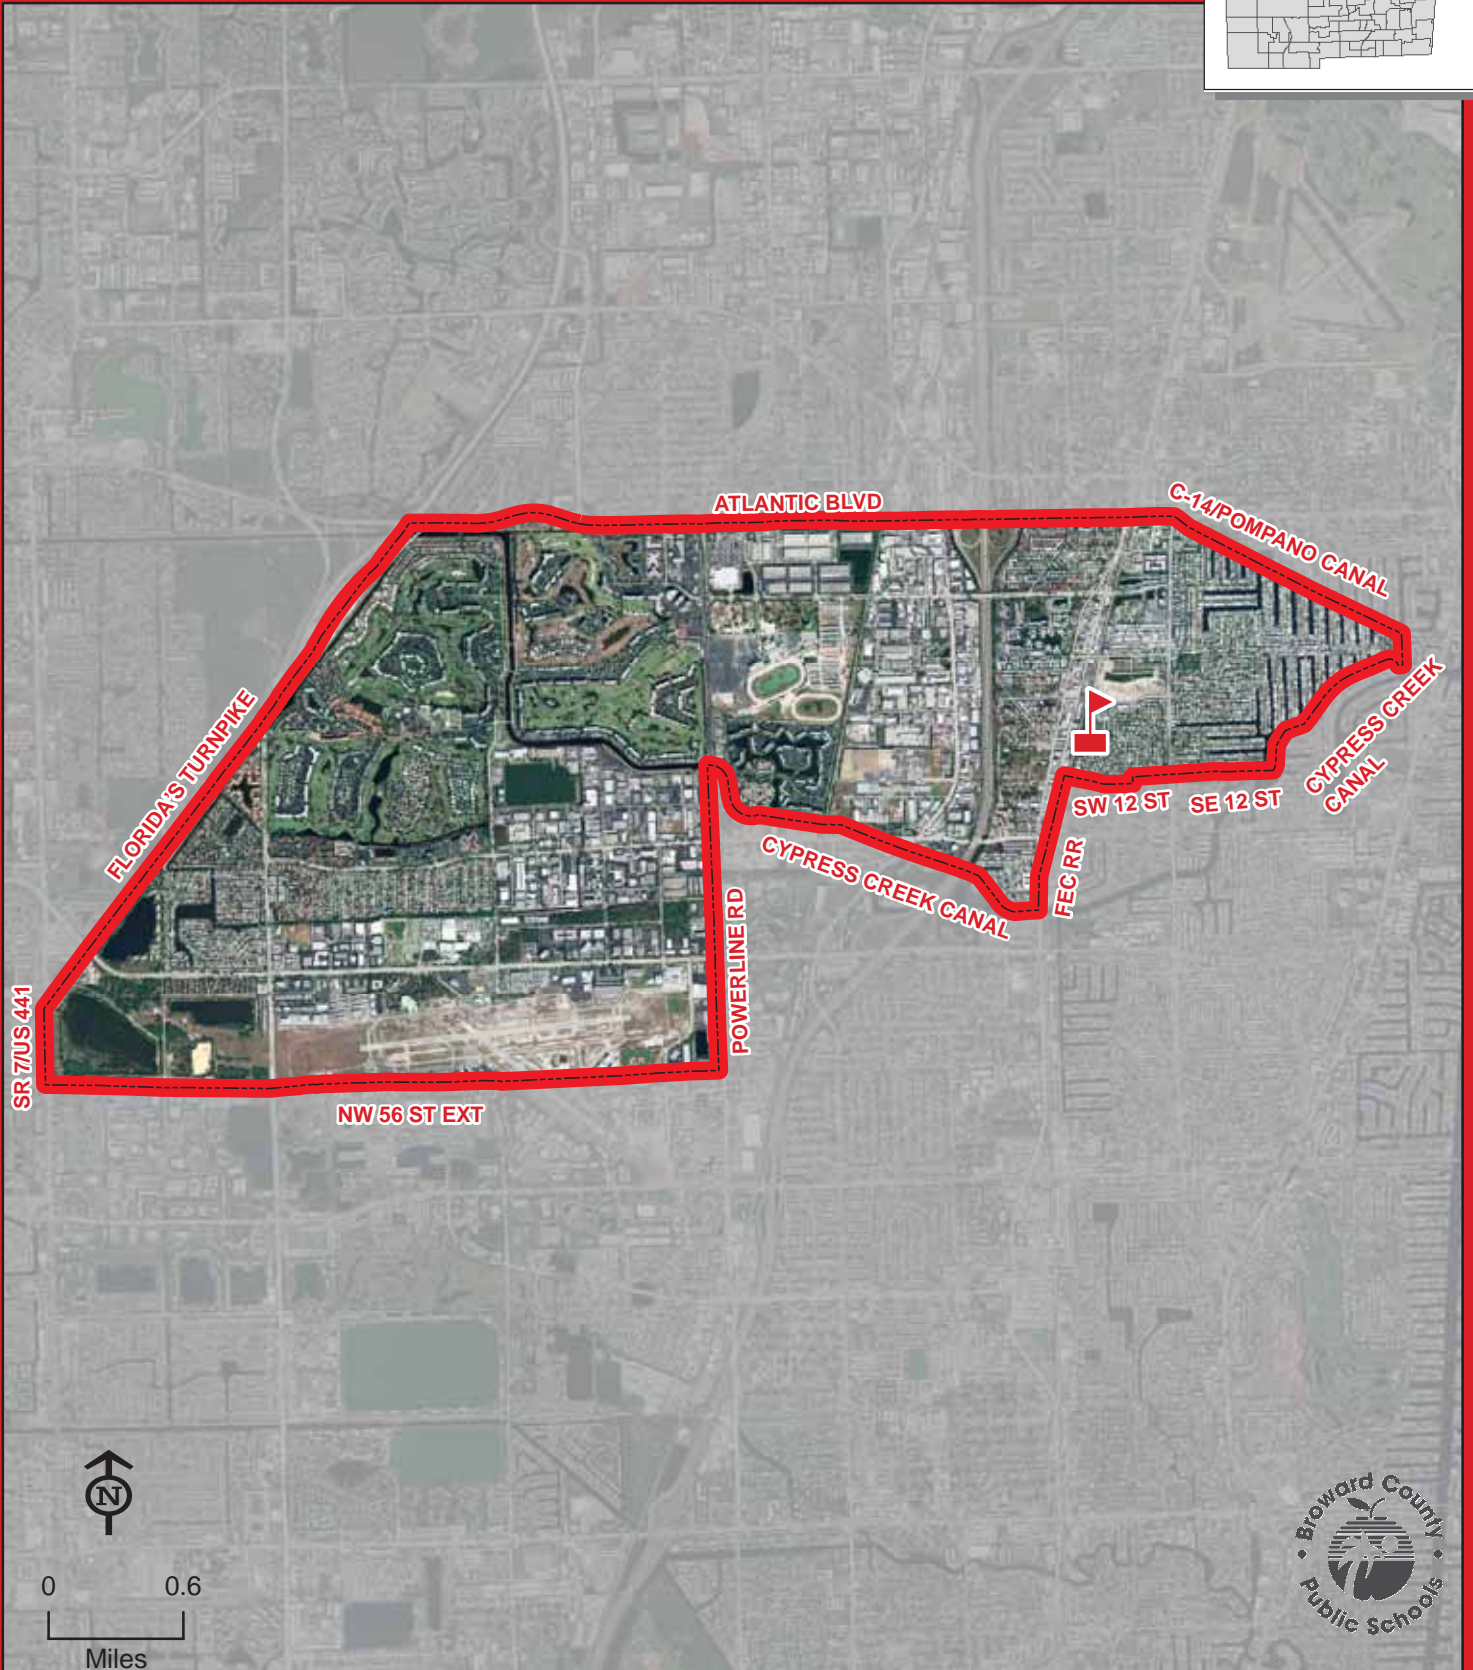 ATLANTIC BLVD
C-14/POMPANO CANAL
FLORIDA'S TURNPIKE
CYPRESS CREEK
CANAL
SW 12 ST
SE 12 ST
CYPRESS CREEK CANAL
FEC RR
POWERLINE RD
SR 7/US 441
NW 56 ST EXT
N
0 0.6
Miles
Broward County
Public Schools